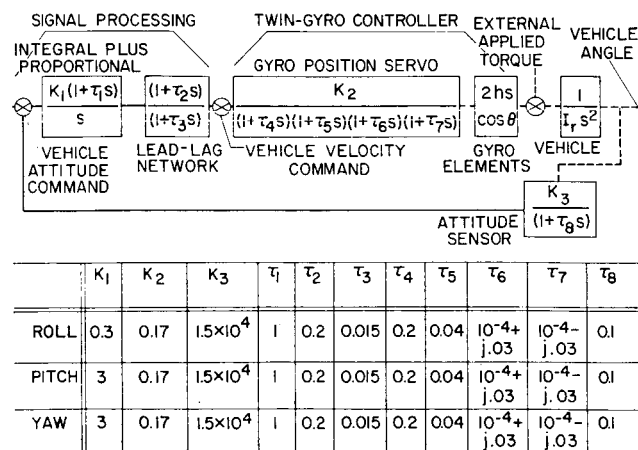 SIGNAL PROCESSING
TWIN-GYRO CONTROLLER
EXTERNAL APPLIED TORQUE
VEHICLE ANGLE
INTEGRAL PLUS PROPORTIONAL
GYRO POSITION SERVO
K₁(1+τ₁s)
s
(1+τ₂s)
(1+τ₃s)
K₂
(1+τ₄s)(1+τ₅s)(1+τ₆s)(1+τ₇s)
2hs
cos θ
1
Iᵣ s²
VEHICLE ATTITUDE COMMAND
LEAD-LAG NETWORK
VEHICLE VELOCITY COMMAND
GYRO ELEMENTS
VEHICLE
ATTITUDE SENSOR
K₃
(1+τ₈s)
K₁ K₂ K₃ τ₁ τ₂ τ₃ τ₄ τ₅ τ₆ τ₇ τ₈
ROLL 0.3 0.17 1.5×10⁴ 1 0.2 0.015 0.2 0.04 10⁻⁴+ j.03 10⁻⁴- j.03 0.1
PITCH 3 0.17 1.5×10⁴ 1 0.2 0.015 0.2 0.04 10⁻⁴+ j.03 10⁻⁴- j.03 0.1
YAW 3 0.17 1.5×10⁴ 1 0.2 0.015 0.2 0.04 10⁻⁴+ j.03 10⁻⁴- j.03 0.1